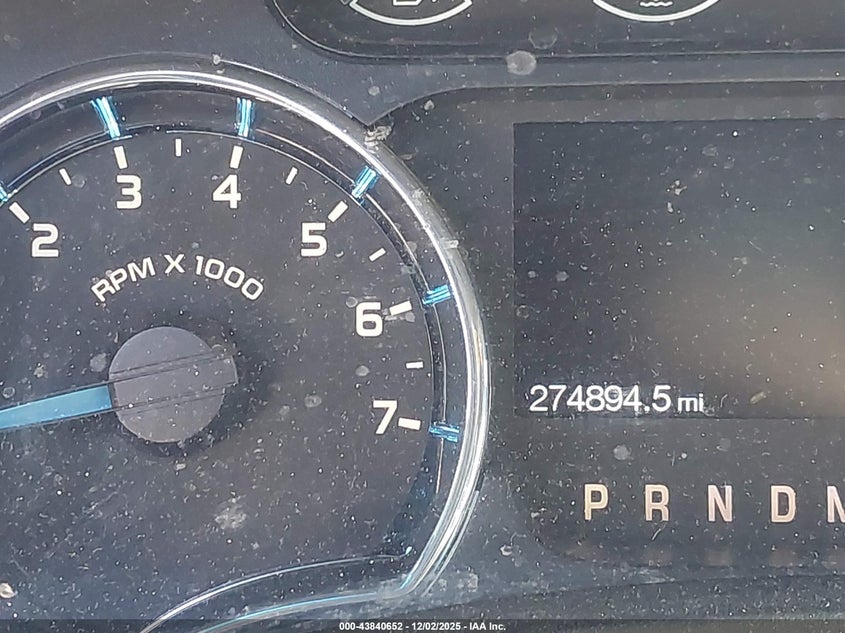 2 3 4 5 6 7
RPM X 1000
274894.5 mi
P R N D M
000-43840652 - 12/02/2025 - IAA Inc.